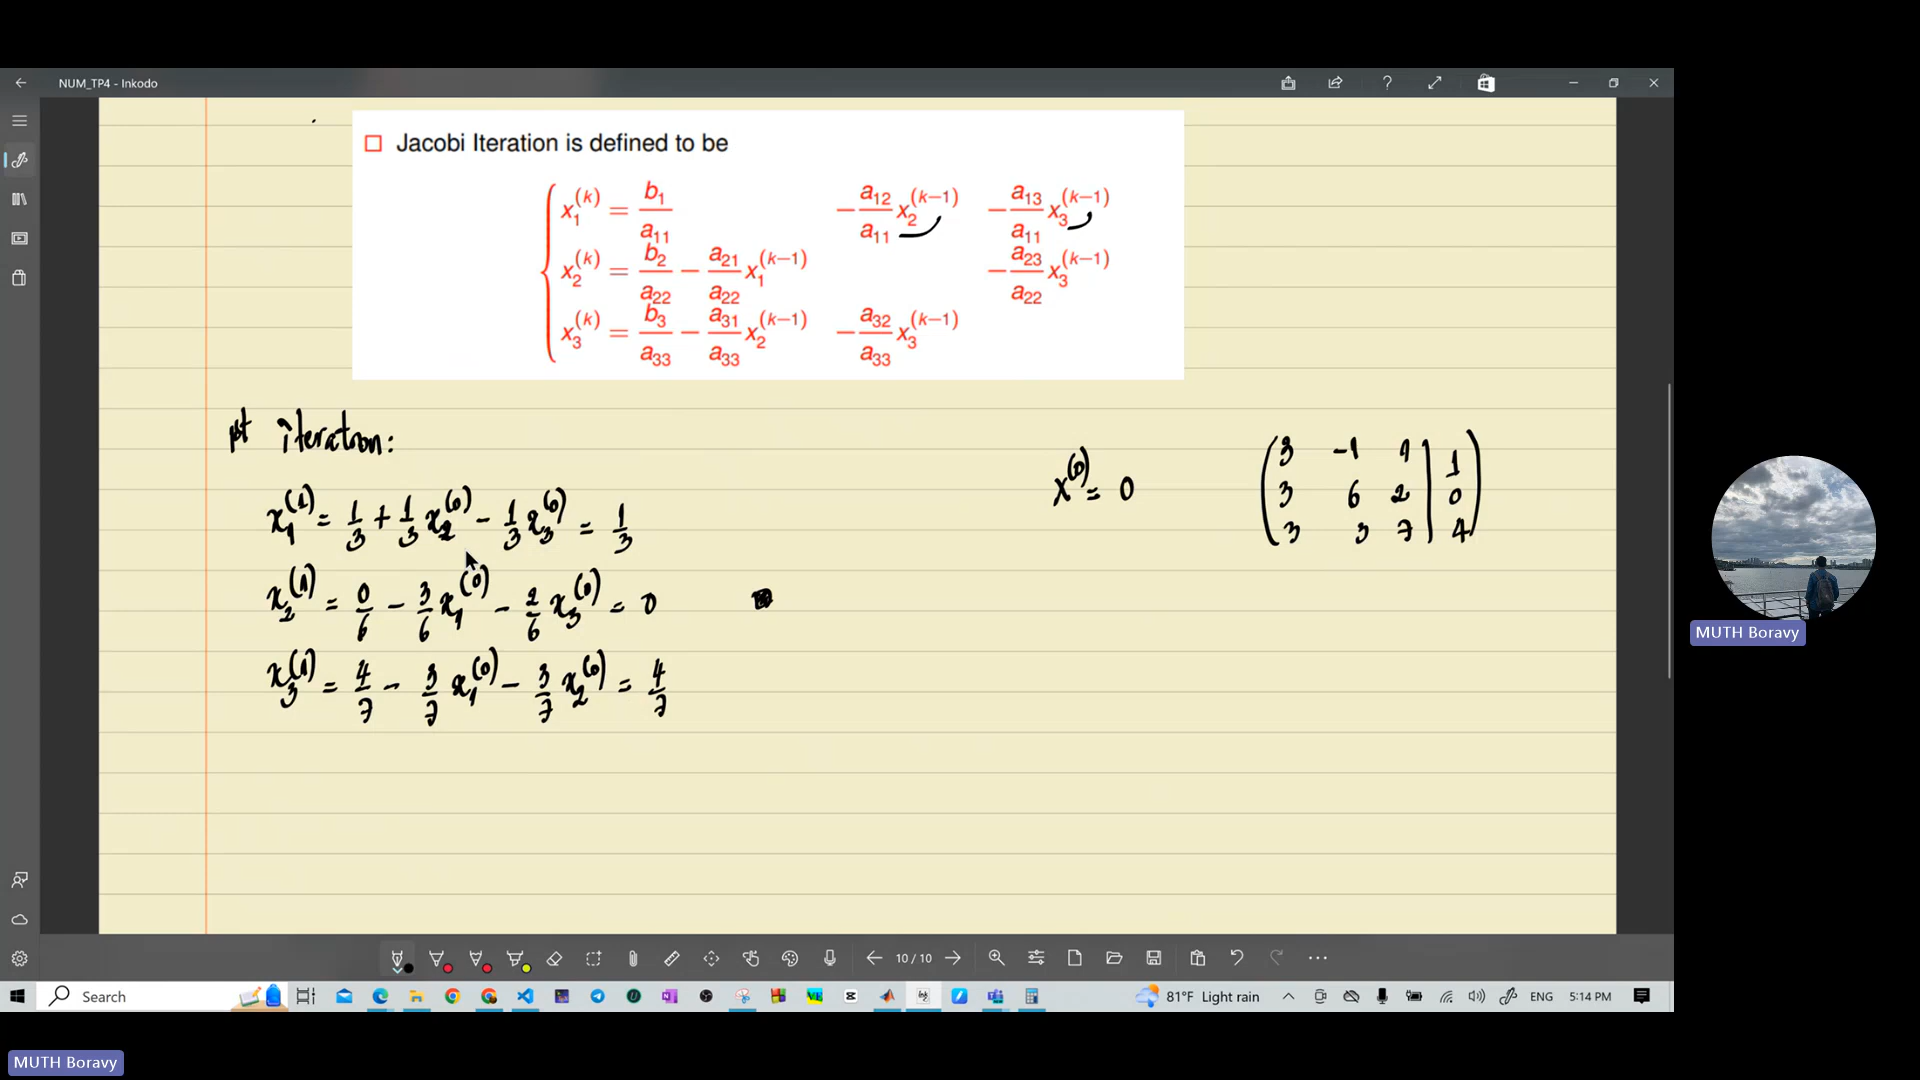 NUM_TP4 - Inkodo
Jacobi Iteration is defined to be
x₁^(k) = b₁/a₁₁ − a₁₂/a₁₁ x₂^(k−1) − a₁₃/a₁₁ x₃^(k−1)
x₂^(k) = b₂/a₂₂ − a₂₁/a₂₂ x₁^(k−1) − a₂₃/a₂₂ x₃^(k−1)
x₃^(k) = b₃/a₃₃ − a₃₁/a₃₃ x₂^(k−1) − a₃₂/a₃₃ x₃^(k−1)
iteration:
x₁^(1) = 1/3 + 1/3 x₂^(0) − 1/3 x₃^(0) = 1/3
x₂^(1) = 0/6 − 3/6 x₁^(0) − 2/6 x₃^(0) = 0
x₃^(1) = 4/7 − 3/7 x₁^(0) − 3/7 x₂^(0) = 4/7
x^(0) = 0
3 -1 1 | 1
3 6 2 | 0
3 3 7 | 4
MUTH Boravy
10 / 10
Search
81°F Light rain
ENG
5:14 PM
MUTH Boravy